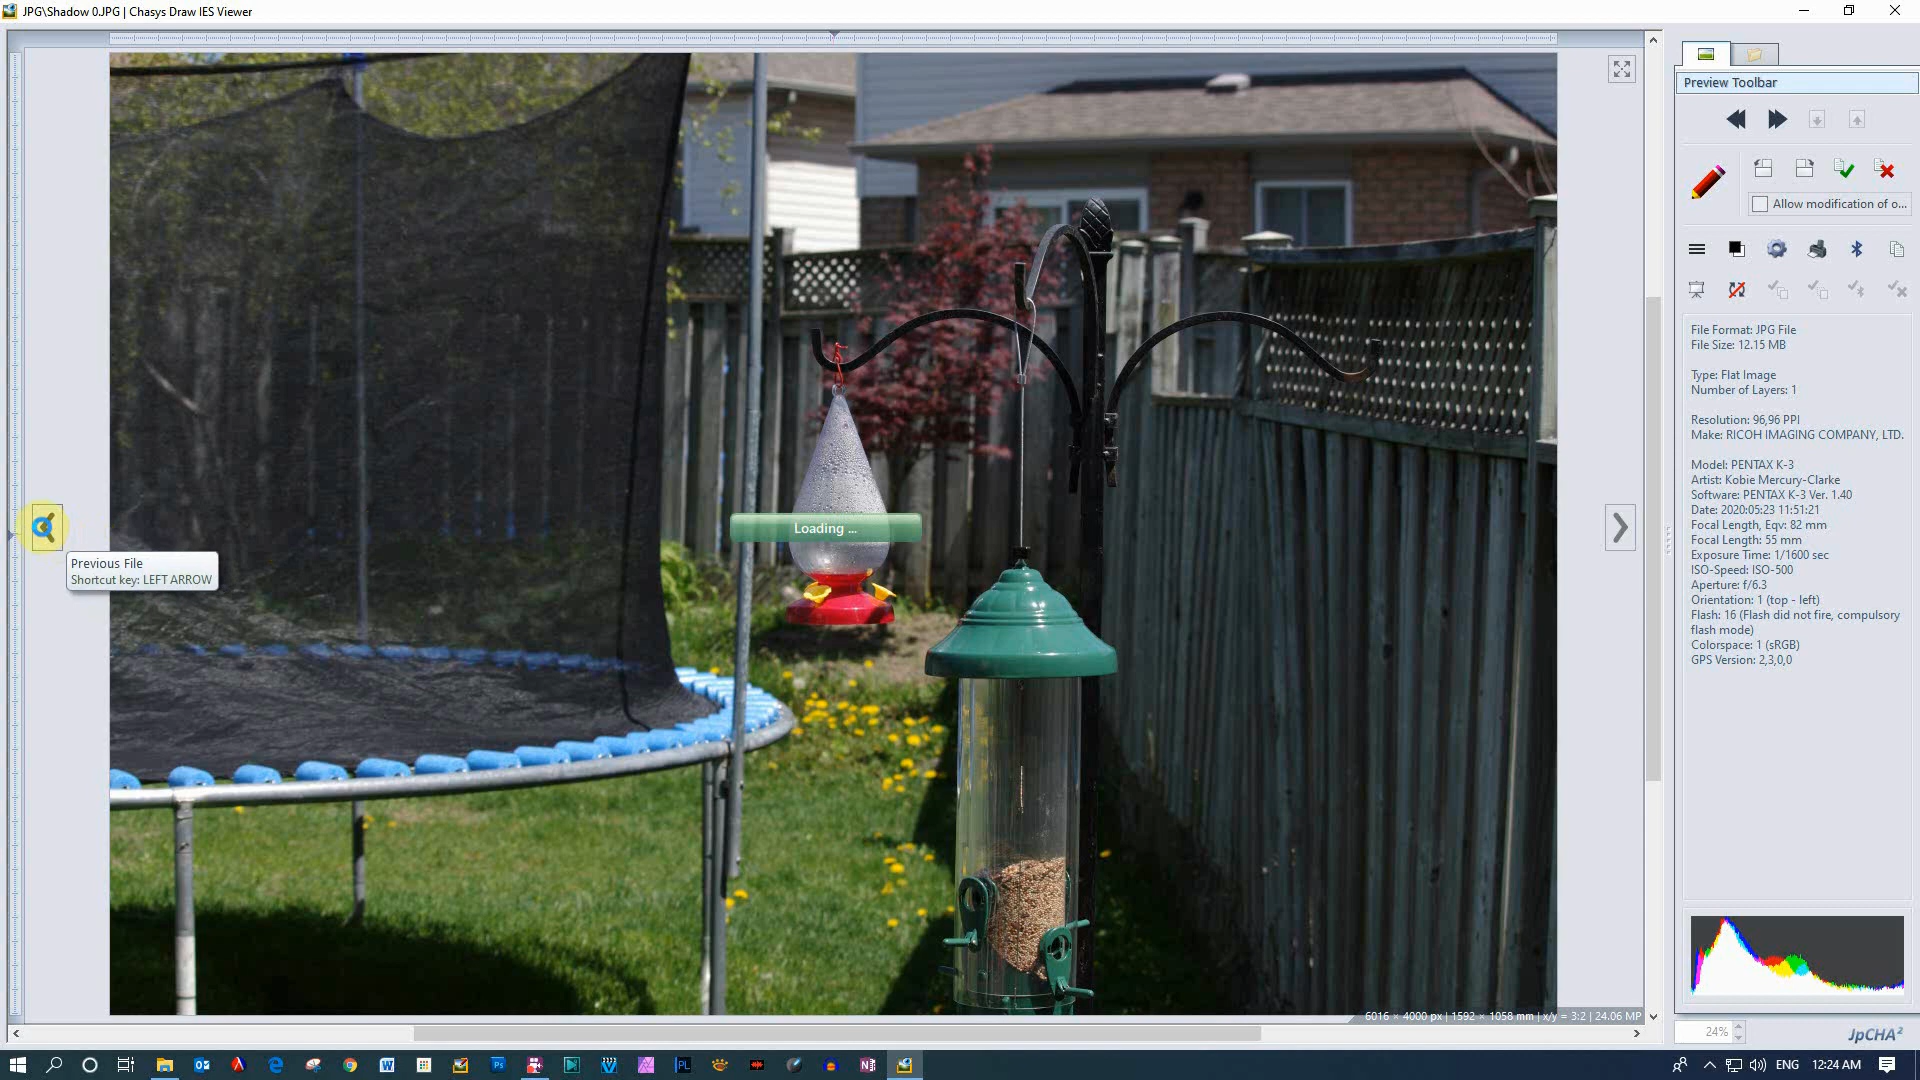 JPG\Shadow 0.JPG | Chasys Draw IES Viewer
Preview Toolbar
Allow modification of o...
File Format: JPG File
File Size: 12.15 MB
Type: Flat Image
Number of Layers: 1
Resolution: 96,96 PPI
Make: RICOH IMAGING COMPANY, LTD.
Model: PENTAX K-3
Artist: Kobie Mercury-Clarke
Software: PENTAX K-3 Ver. 1.40
Date: 2020:05:23 11:51:21
Focal Length, Eqv: 82 mm
Focal Length: 55 mm
Exposure Time: 1/1600 sec
ISO-Speed: ISO-500
Aperture: f/6.3
Orientation: 1 (top - left)
Flash: 16 (Flash did not fire, compulsory
flash mode)
Colorspace: 1 (sRGB)
GPS Version: 2,3,0,0
Loading ...
Previous File
Shortcut key: LEFT ARROW
6016 × 4000 px | 1592 × 1058 mm | x/y = 3:2 | 24.06 MP
24%
JpCHA²
ENG
12:24 AM